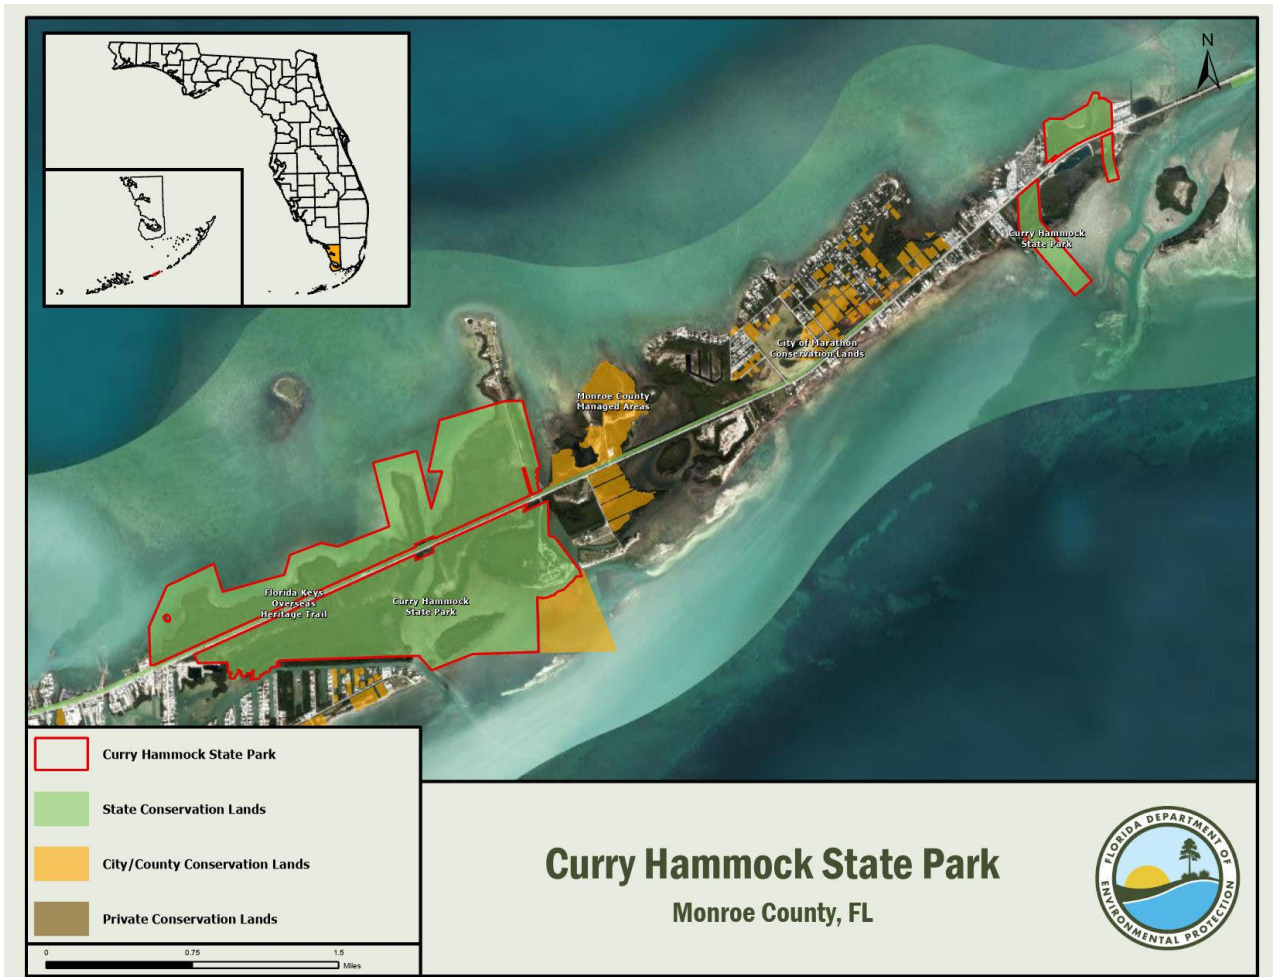 N
Curry Hammock
State Park
City of Marathon
Conservation Lands
Monroe County
Managed Areas
Florida Keys
Overseas
Heritage Trail
Curry Hammock
State Park
Curry Hammock State Park
State Conservation Lands
City/County Conservation Lands
Private Conservation Lands
0 0.75 1.5
Miles
Curry Hammock State Park
Monroe County, FL
FLORIDA DEPARTMENT OF
ENVIRONMENTAL PROTECTION